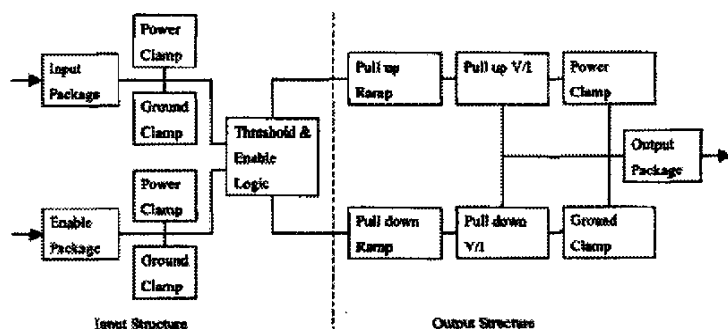 Power
Clamp
Input
Package
Ground
Clamp
Threshold &
Enable
Logic
Power
Clamp
Enable
Package
Ground
Clamp
Pull up
Ramp
Pull up V/I
Power
Clamp
Output
Package
Pull down
Ramp
Pull down
V/I
Ground
Clamp
Input Structure
Output Structure